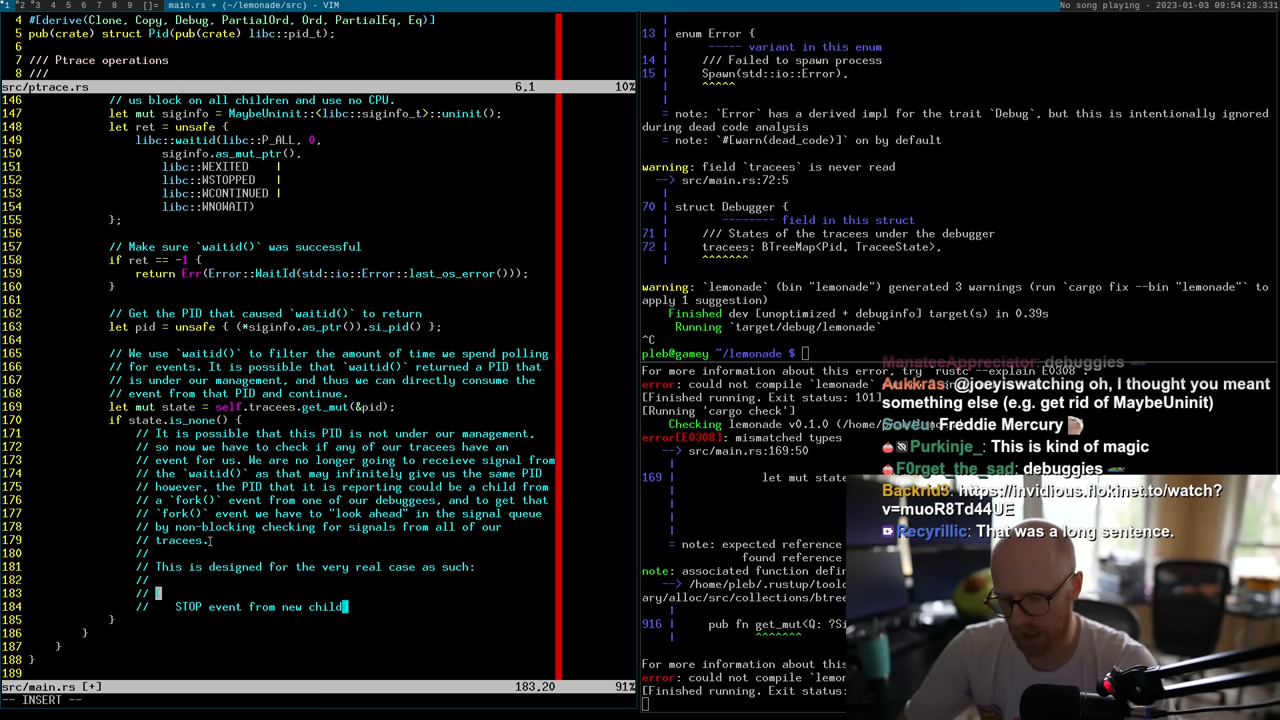 1 2 3 4 5 6 7 8 9 []= main.rs + (~/lemonade/src) - VIM
No song playing - 2023-01-03 09:54:28.331
4 #[derive(Clone, Copy, Debug, PartialOrd, Ord, PartialEq, Eq)]
5 pub(crate) struct Pid(pub(crate) libc::pid_t);
6
7 /// Ptrace operations
8 ///
src/ptrace.rs 6,1 10%
146 // us block on all children and use no CPU.
147 let mut siginfo = MaybeUninit::<libc::siginfo_t>::uninit();
148 let ret = unsafe {
149 libc::waitid(libc::P_ALL, 0,
150 siginfo.as_mut_ptr(),
151 libc::WEXITED |
152 libc::WSTOPPED |
153 libc::WCONTINUED |
154 libc::WNOWAIT)
155 };
156
157 // Make sure `waitid()` was successful
158 if ret == -1 {
159 return Err(Error::WaitId(std::io::Error::last_os_error()));
160 }
161
162 // Get the PID that caused `waitid()` to return
163 let pid = unsafe { (*siginfo.as_ptr()).si_pid() };
164
165 // We use `waitid()` to filter the amount of time we spend polling
166 // for events. It is possible that `waitid()` returned a PID that
167 // is under our management, and thus we can directly consume the
168 // event from that PID and continue.
169 let mut state = self.tracees.get_mut(&pid);
170 if state.is_none() {
171 // It is possible that this PID is not under our management,
172 // so now we have to check if any of our tracees have an
173 // event for us. We are no longer going to receieve signal from
174 // the `waitid()` as that may infinitely give us the same PID
175 // however, the PID that it is reporting could be a child from
176 // a `fork()` event from one of our debuggees, and to get that
177 // `fork()` event we have to "look ahead" in the signal queue
178 // by non-blocking checking for signals from all of our
179 // tracees.
180 //
181 // This is designed for the very real case as such:
182 //
183 // [
184 // STOP event from new child]
185 }
186 }
187 }
188 }
189
src/main.rs [+] 183,20 91%
-- INSERT --
13 | enum Error {
| ----- variant in this enum
14 | /// Failed to spawn process
15 | Spawn(std::io::Error),
| ^^^^^
|
= note: `Error` has a derived impl for the trait `Debug`, but this is intentionally ignored
during dead code analysis
= note: `#[warn(dead_code)]` on by default
warning: field `tracees` is never read
--> src/main.rs:72:5
|
70 | struct Debugger {
| -------- field in this struct
71 | /// States of the tracees under the debugger
72 | tracees: BTreeMap<Pid, TraceeState>,
| ^^^^^^^
warning: `lemonade` (bin "lemonade") generated 3 warnings (run `cargo fix --bin "lemonade"` to
apply 1 suggestion)
Finished dev [unoptimized + debuginfo] target(s) in 0.39s
Running `target/debug/lemonade`
^C
pleb@gamey ~/lemonade $
For more information about this error, try `rustc --explain E0308`.
error: could not compile `lemonade`
[Finished running. Exit status: 101]
[Running 'cargo check']
Checking lemonade v0.1.0 (/home/
error[E0308]: mismatched types
--> src/main.rs:169:50
|
169 | let mut stat
|
|
|
|
= note: expected reference
found reference
note: associated function defin
--> /home/pleb/.rustup/toolc
ary/alloc/src/collections/btree
|
916 | pub fn get_mut<Q: ?Si
| ^^^^^^^
For more information about this
error: could not compile `lemon
[Finished running. Exit status:
ManateeAppreciator: debuggies
Aukkras: @joeyiswatching oh, I thought you meant
something else (e.g. get rid of MaybeUninit)
Soveu: Freddie Mercury
Purkinje_: This is kind of magic
F0rget_the_sad: debuggies
Backrid3: https://invidious.flokinet.to/watch?
v=muoR8Td44UE
Recyrillic: That was a long sentence.